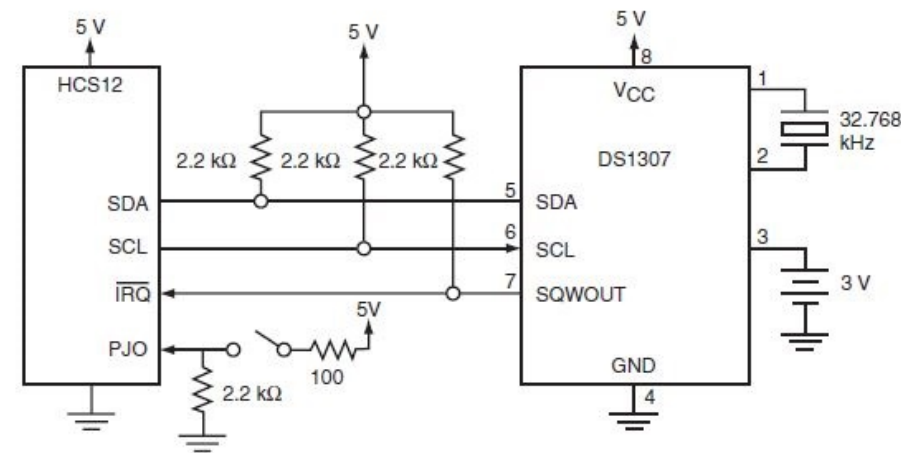 5 V
5 V
5 V
HCS12
8
VCC
1
32.768
kHz
2.2 kΩ
2.2 kΩ
2.2 kΩ
DS1307
2
SDA
5
SDA
SCL
6
SCL
3
IRQ
7
SQWOUT
3 V
5V
PJO
100
GND
2.2 kΩ
4